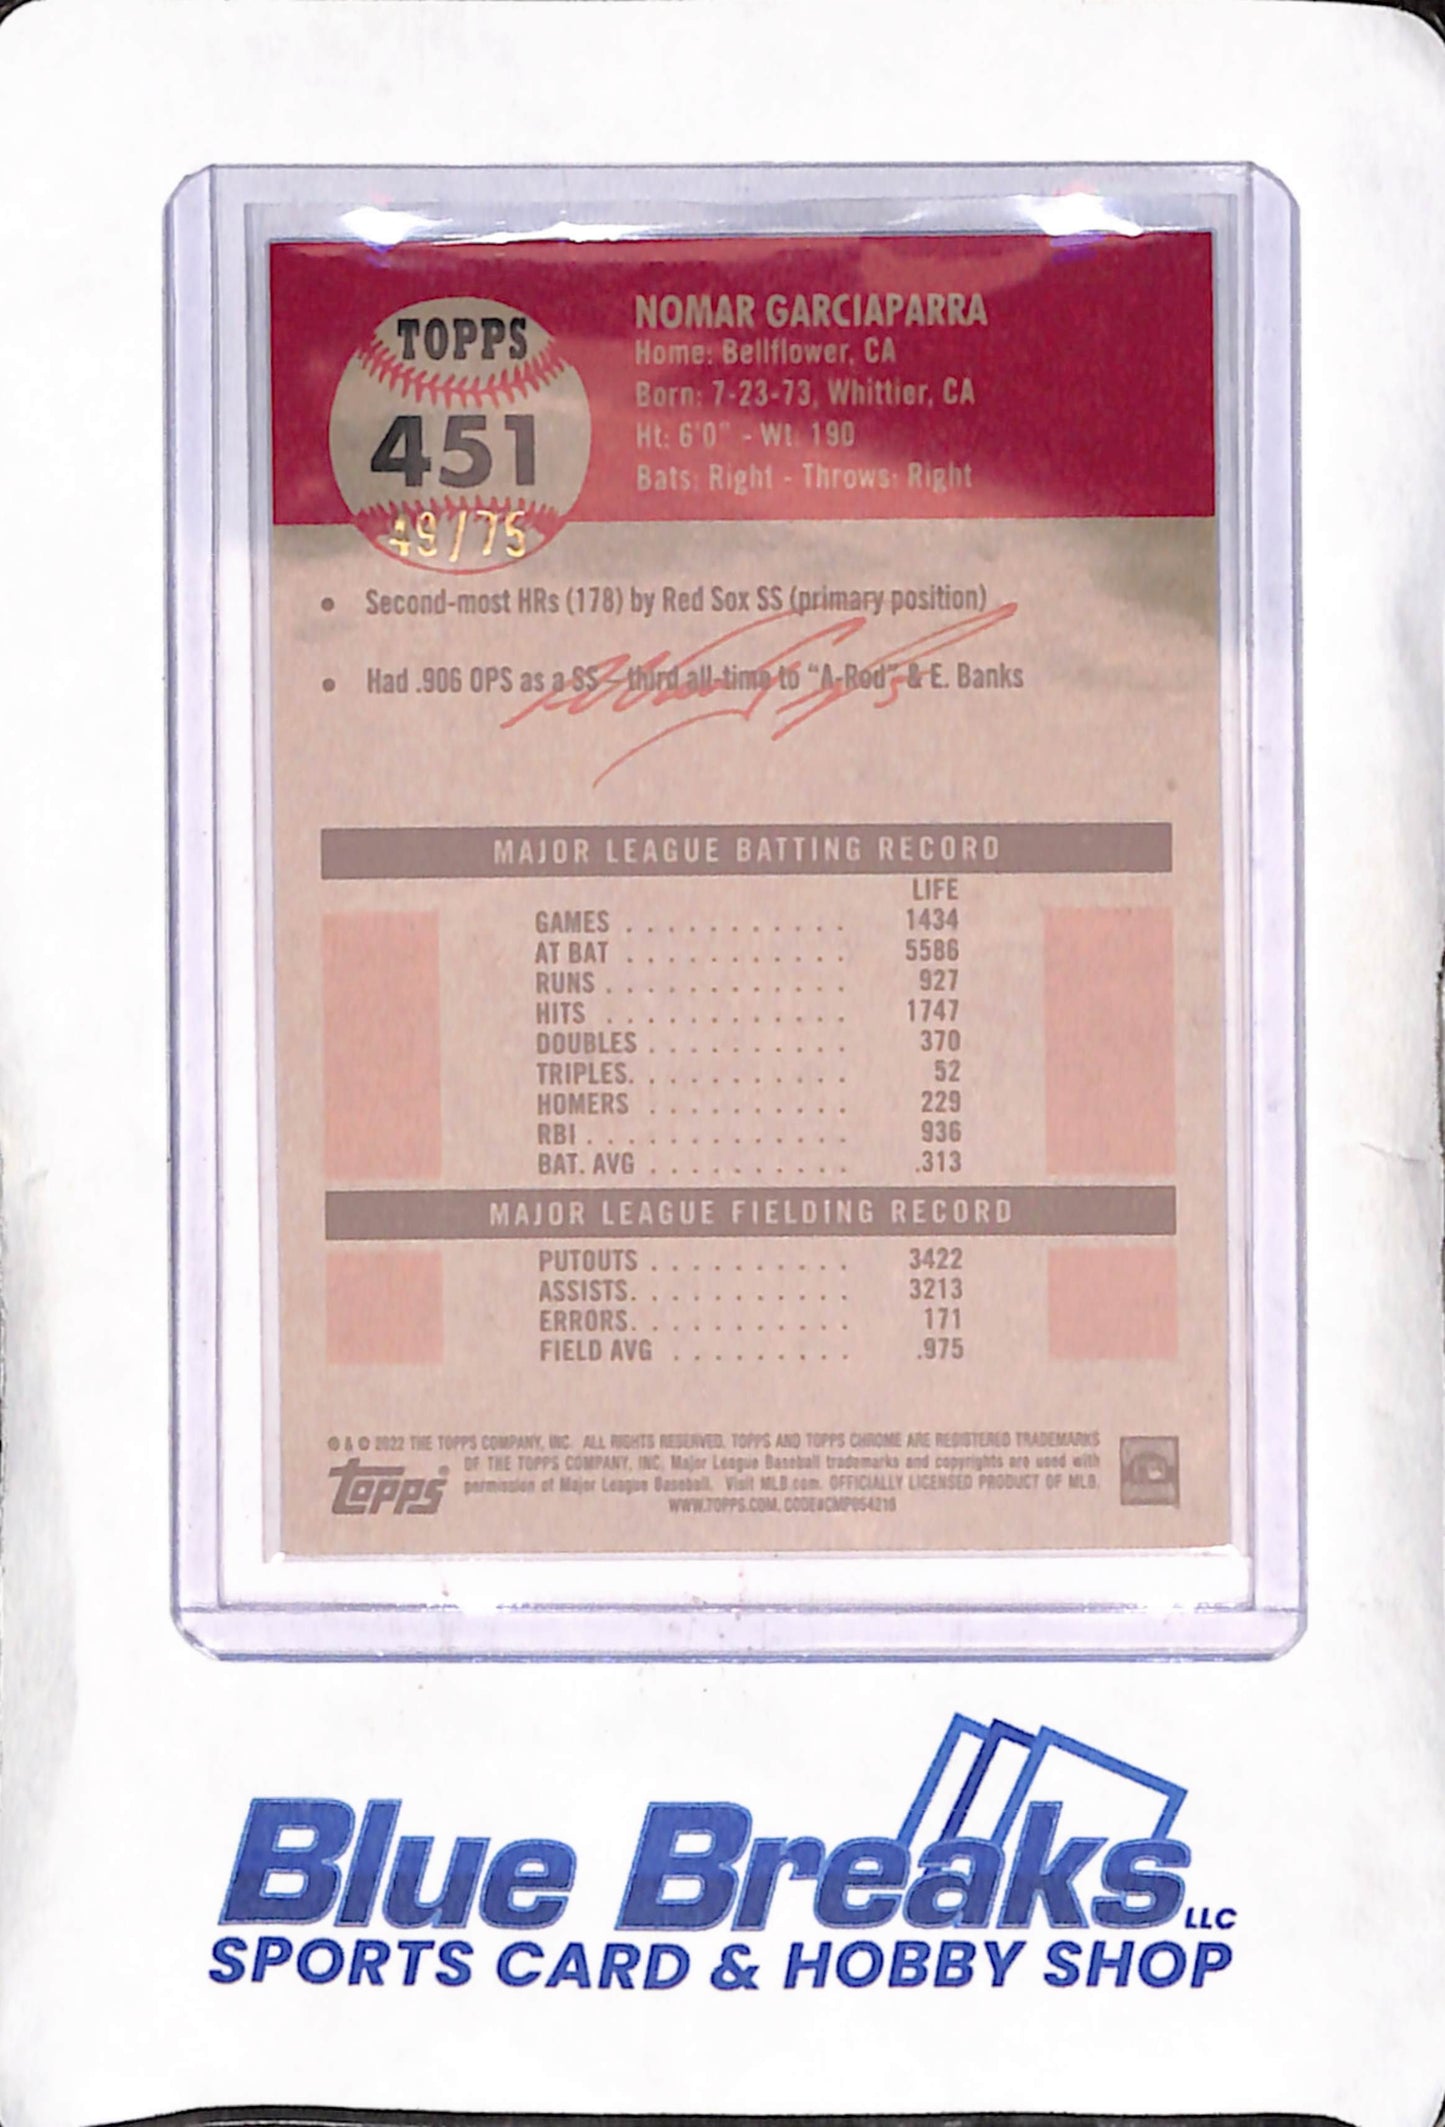 TOPPS
451
49/75
NOMAR GARCIAPARRA
Home: Bellflower, CA
Born: 7-23-73, Whittier, CA
Ht: 6'0" - Wt: 190
Bats: Right - Throws: Right
• Second-most HRs (178) by Red Sox SS (primary position)
• Had .906 OPS as a SS—third all-time to "A-Rod" & E. Banks
MAJOR LEAGUE BATTING RECORD
LIFE
GAMES . . . . . . . . . . . 1434
AT BAT . . . . . . . . . . . 5586
RUNS . . . . . . . . . . . . 927
HITS . . . . . . . . . . . . 1747
DOUBLES . . . . . . . . . . 370
TRIPLES. . . . . . . . . . . 52
HOMERS . . . . . . . . . . 229
RBI . . . . . . . . . . . . . 936
BAT. AVG . . . . . . . . . . .313
MAJOR LEAGUE FIELDING RECORD
PUTOUTS . . . . . . . . . . 3422
ASSISTS. . . . . . . . . . . 3213
ERRORS. . . . . . . . . . . 171
FIELD AVG . . . . . . . . . .975
® & © 2022 THE TOPPS COMPANY, INC. ALL RIGHTS RESERVED. TOPPS AND TOPPS CHROME ARE REGISTERED TRADEMARKS
OF THE TOPPS COMPANY, INC. Major League Baseball trademarks and copyrights are used with
permission of Major League Baseball. Visit MLB.com. OFFICIALLY LICENSED PRODUCT OF MLB.
WWW.TOPPS.COM. CODE#CMP054216
Topps
Blue Breaks LLC
SPORTS CARD & HOBBY SHOP